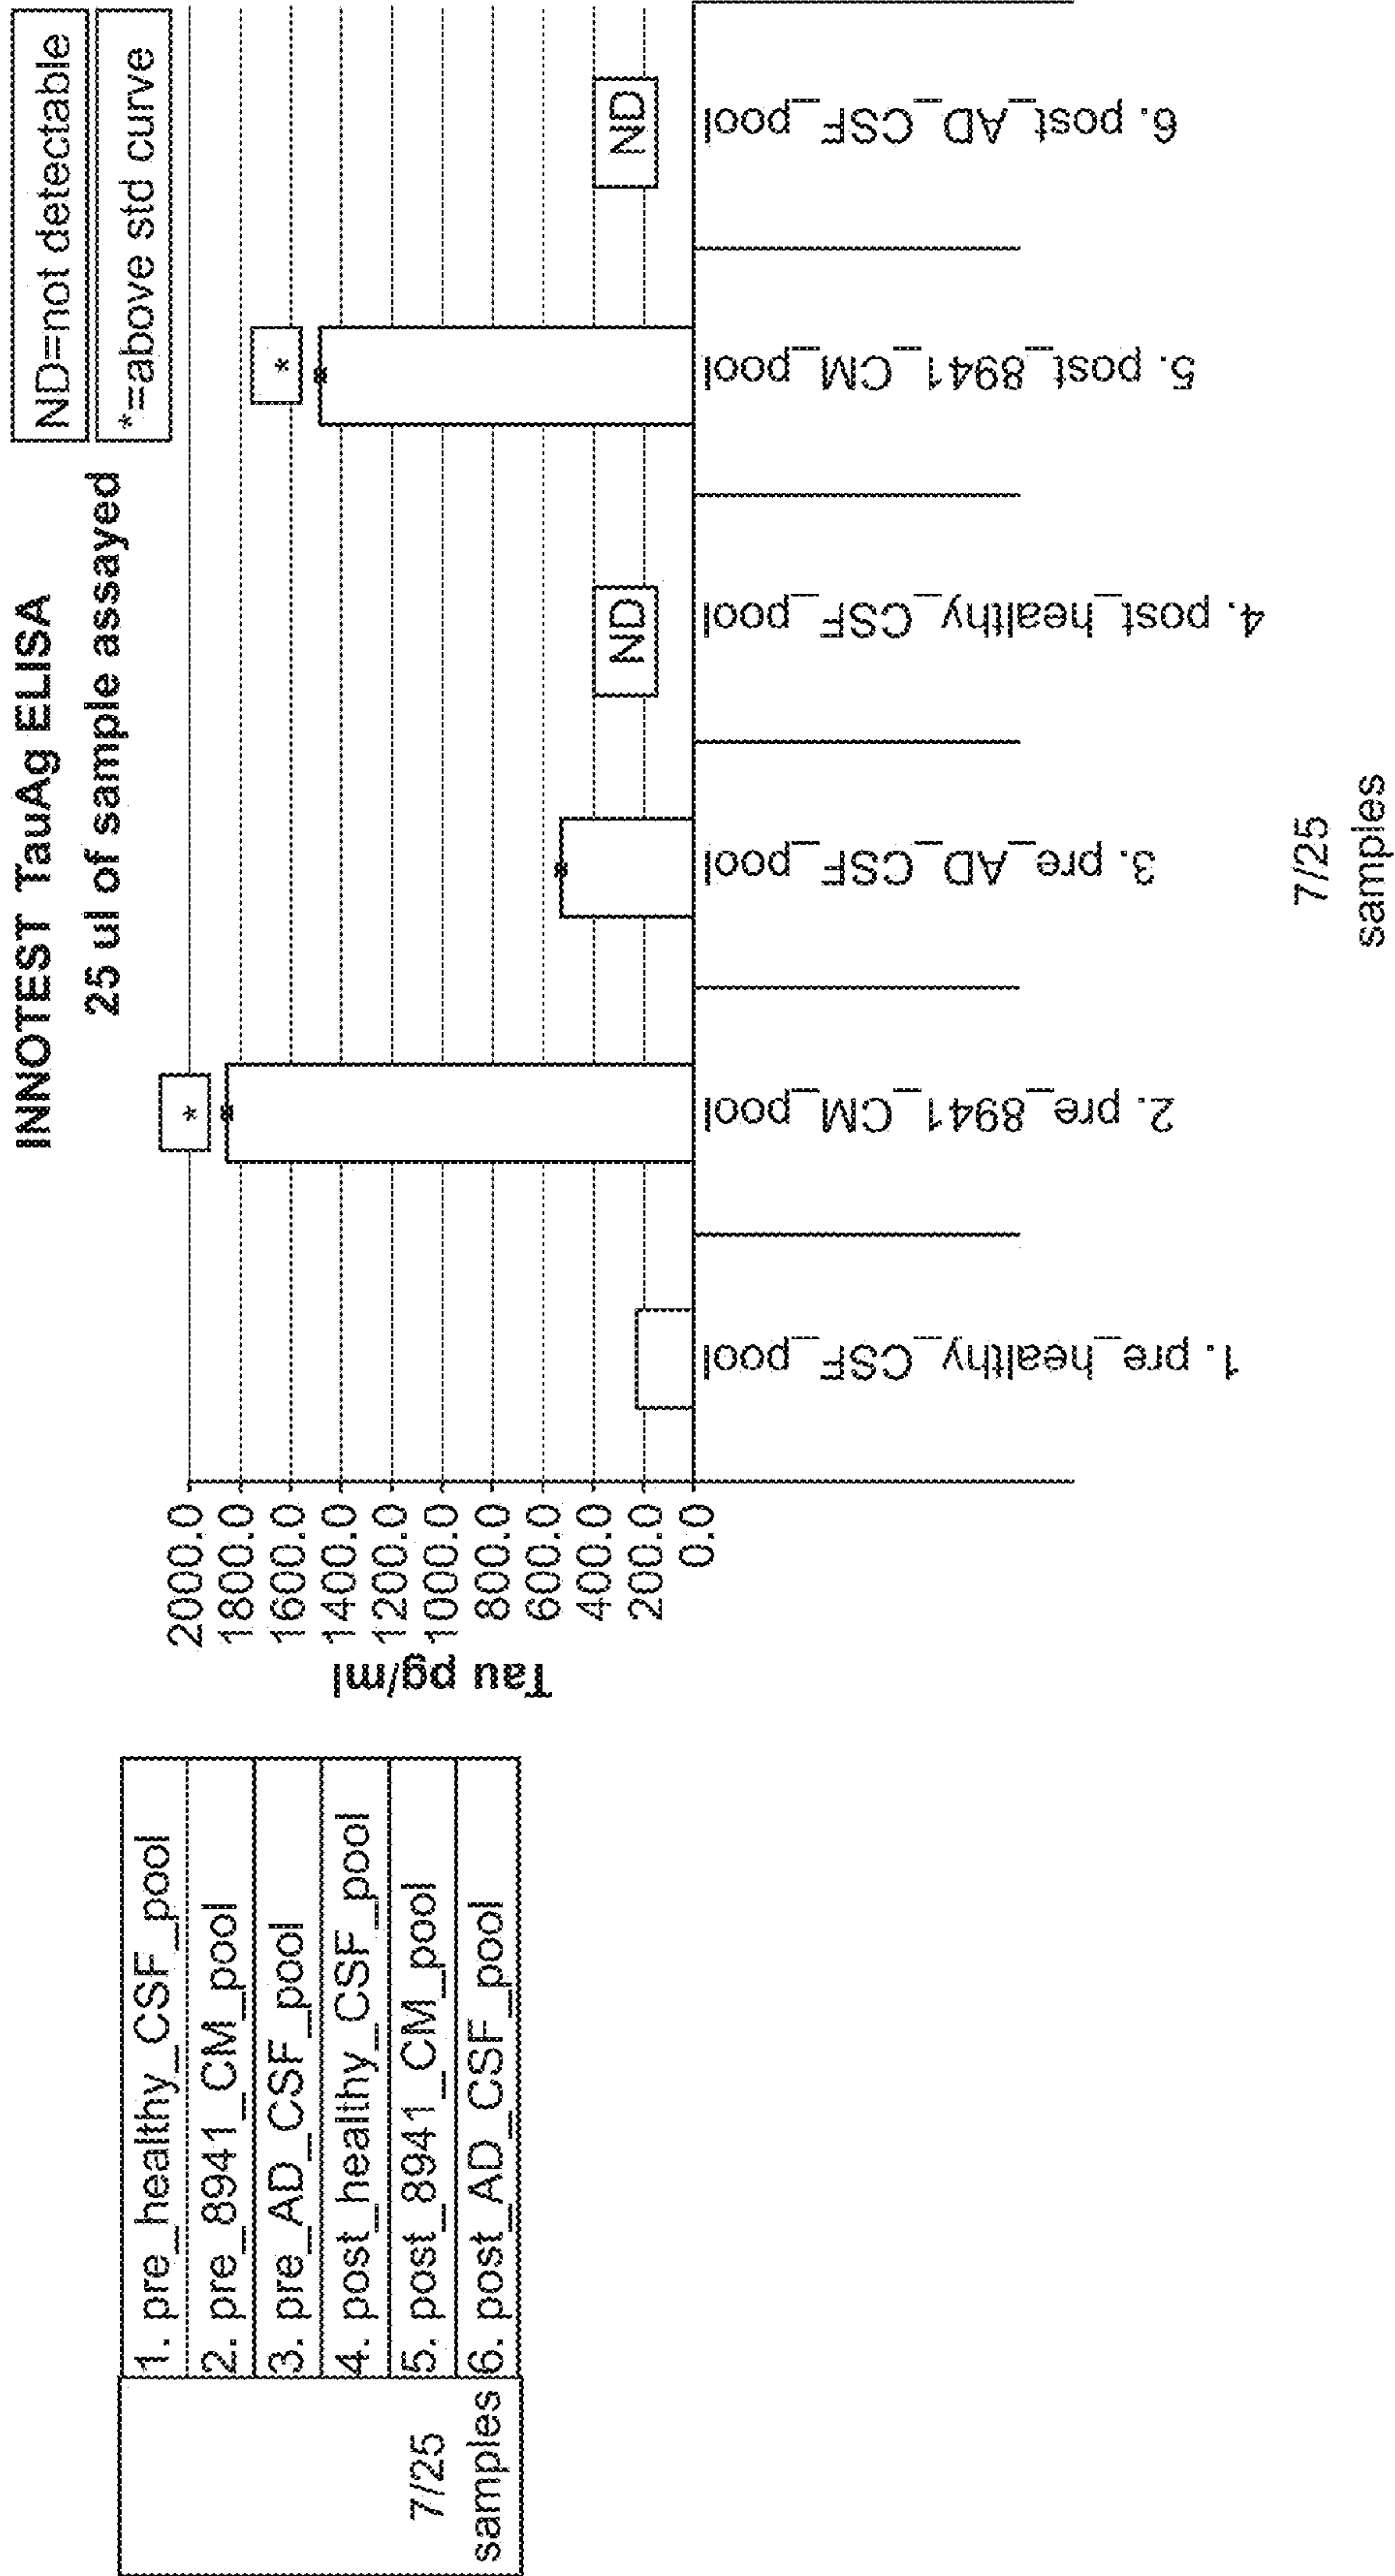 7/25
samples
1. pre_healthy_CSF_pool
2. pre_8941_CM_pool
3. pre_AD_CSF_pool
4. post_healthy_CSF_pool
5. post_8941_CM_pool
6. post_AD_CSF_pool
INNOTEST TauAg ELISA
25 ul of sample assayed
ND=not detectable
*=above std curve
Tau pg/ml
2000.0
1800.0
1600.0
1400.0
1200.0
1000.0
800.0
600.0
400.0
200.0
0.0
*
ND
*
ND
1. pre_healthy_CSF_pool
2. pre_8941_CM_pool
3. pre_AD_CSF_pool
4. post_healthy_CSF_pool
5. post_8941_CM_pool
6. post_AD_CSF_pool
7/25
samples